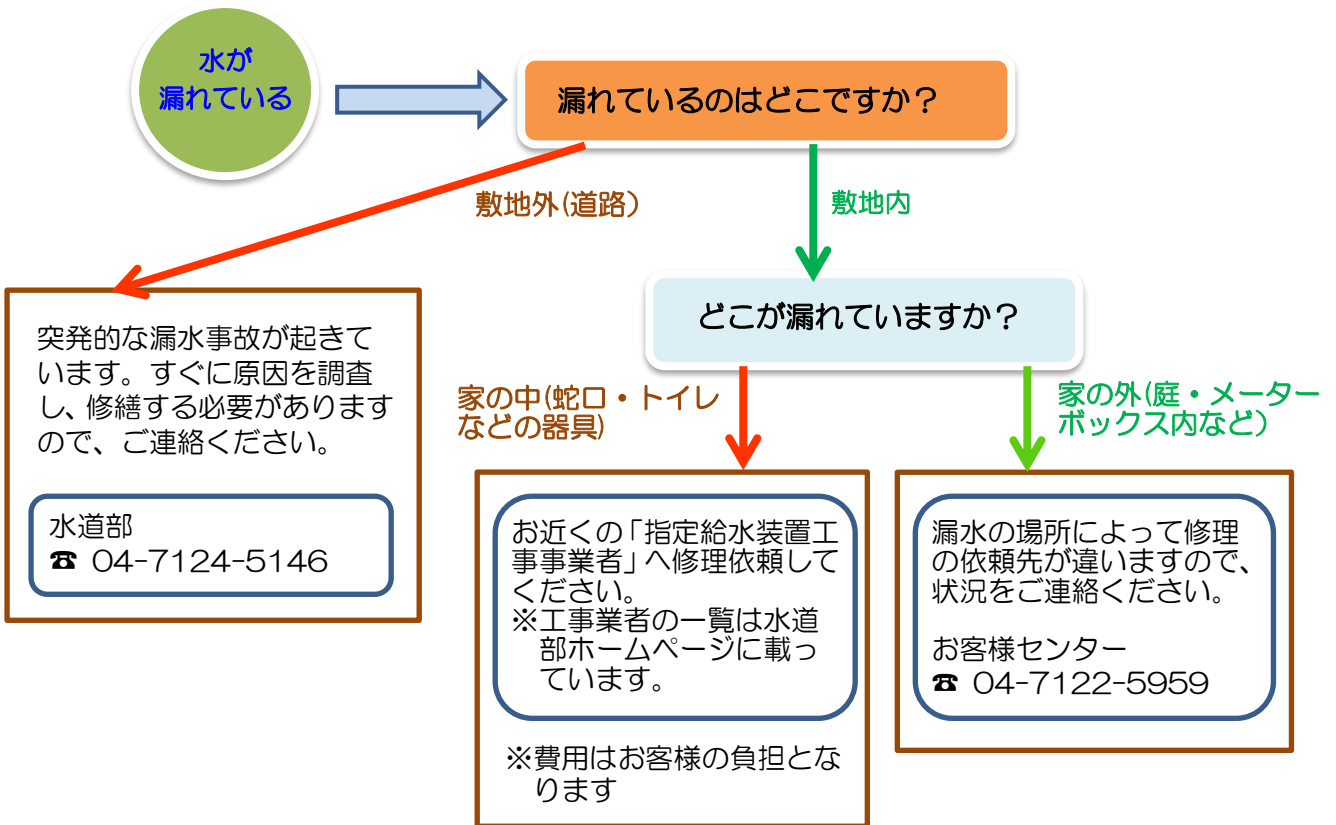 水が
漏れている
漏れているのはどこですか？
敷地外(道路）
敷地内
どこが漏れていますか？
突発的な漏水事故が起きて
います。すぐに原因を調査
し、修繕する必要があります
ので、ご連絡ください。
水道部
☎ 04-7124-5146
家の中(蛇口・トイレ
などの器具)
家の外(庭・メーター
ボックス内など）
お近くの「指定給水装置工
事事業者」へ修理依頼して
ください。
※工事業者の一覧は水道
部ホームページに載っ
ています。
※費用はお客様の負担とな
ります
漏水の場所によって修理
の依頼先が違いますので、
状況をご連絡ください。
お客様センター
☎ 04-7122-5959